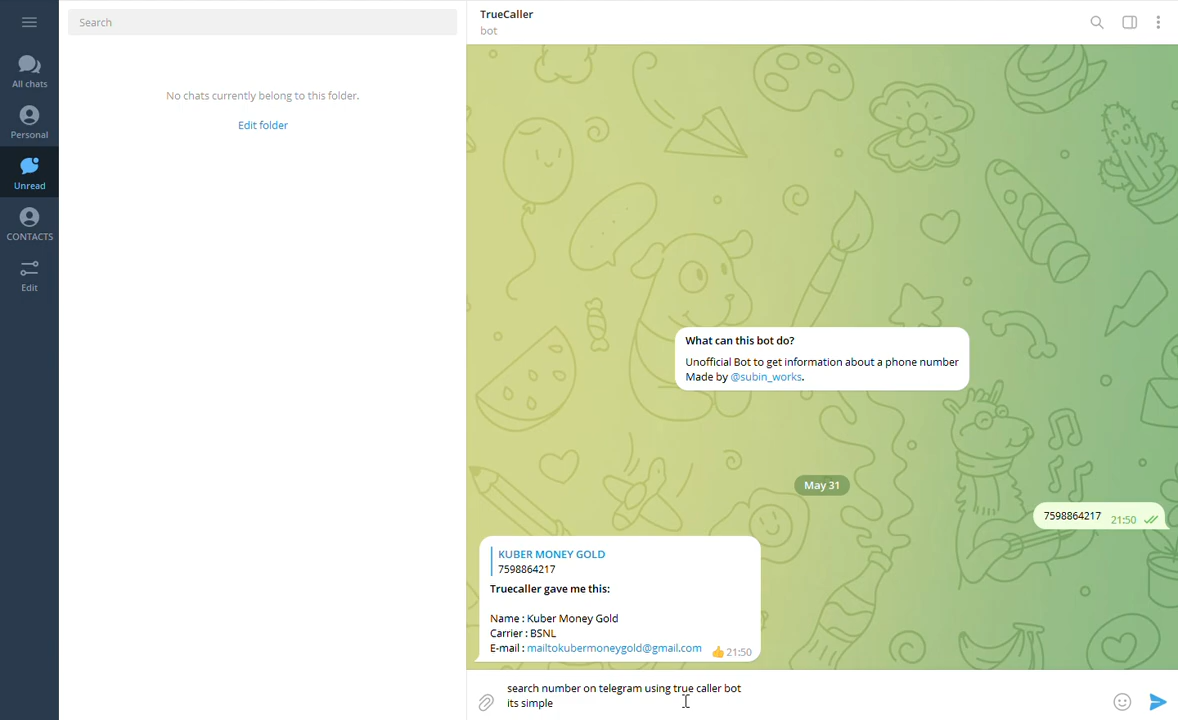 Search
TrueCaller
bot
All chats
Personal
Unread
CONTACTS
Edit
No chats currently belong to this folder.
Edit folder
What can this bot do?
Unofficial Bot to get information about a phone number
Made by @subin_works.
May 31
7598864217 21:50
KUBER MONEY GOLD
7598864217
Truecaller gave me this:
Name : Kuber Money Gold
Carrier : BSNL
E-mail : mailtokubermoneygold@gmail.com 21:50
search number on telegram using true caller bot
its simple